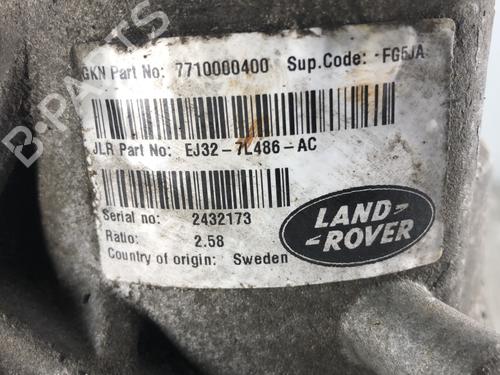 GKN Part No: 7710000400 Sup.Code: FG5JA
JLR Part No: EJ32-7L486-AC
Serial no: 2432173
Ratio: 2.58
Country of origin: Sweden
LAND-
-ROVER
B-PARTS